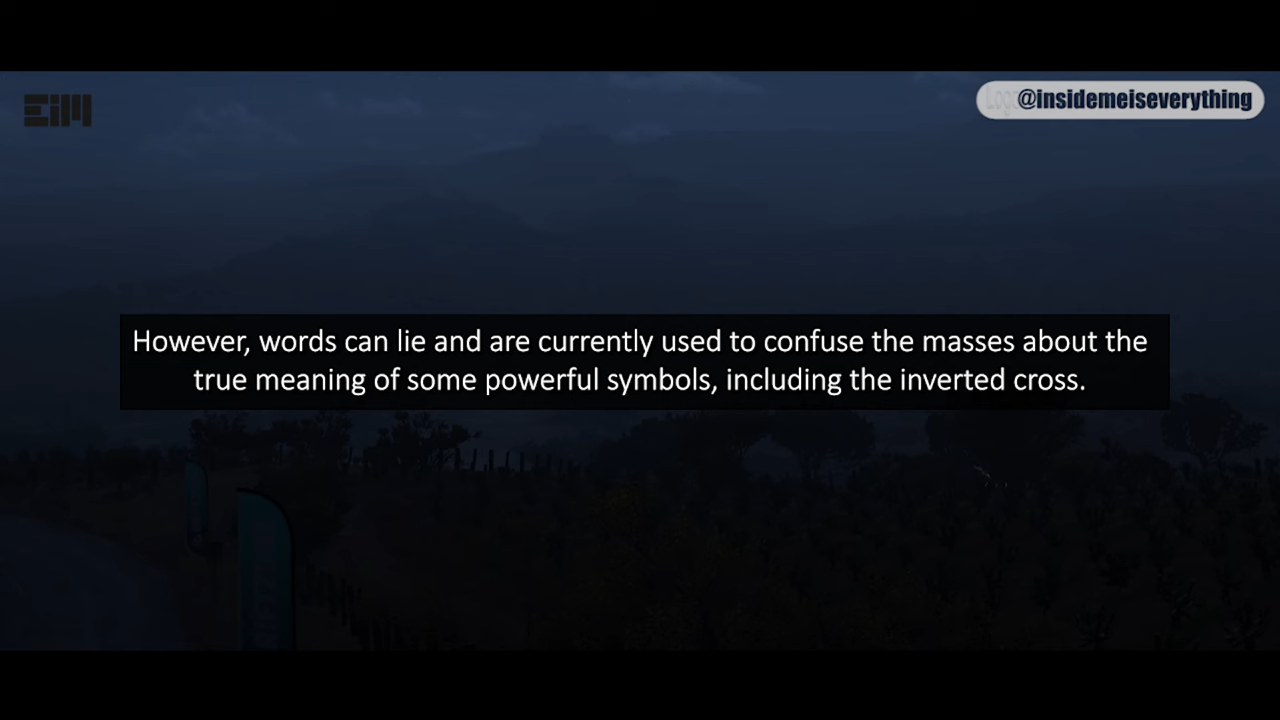 EiM
@insidemeiseverything
However, words can lie and are currently used to confuse the masses about the
true meaning of some powerful symbols, including the inverted cross.